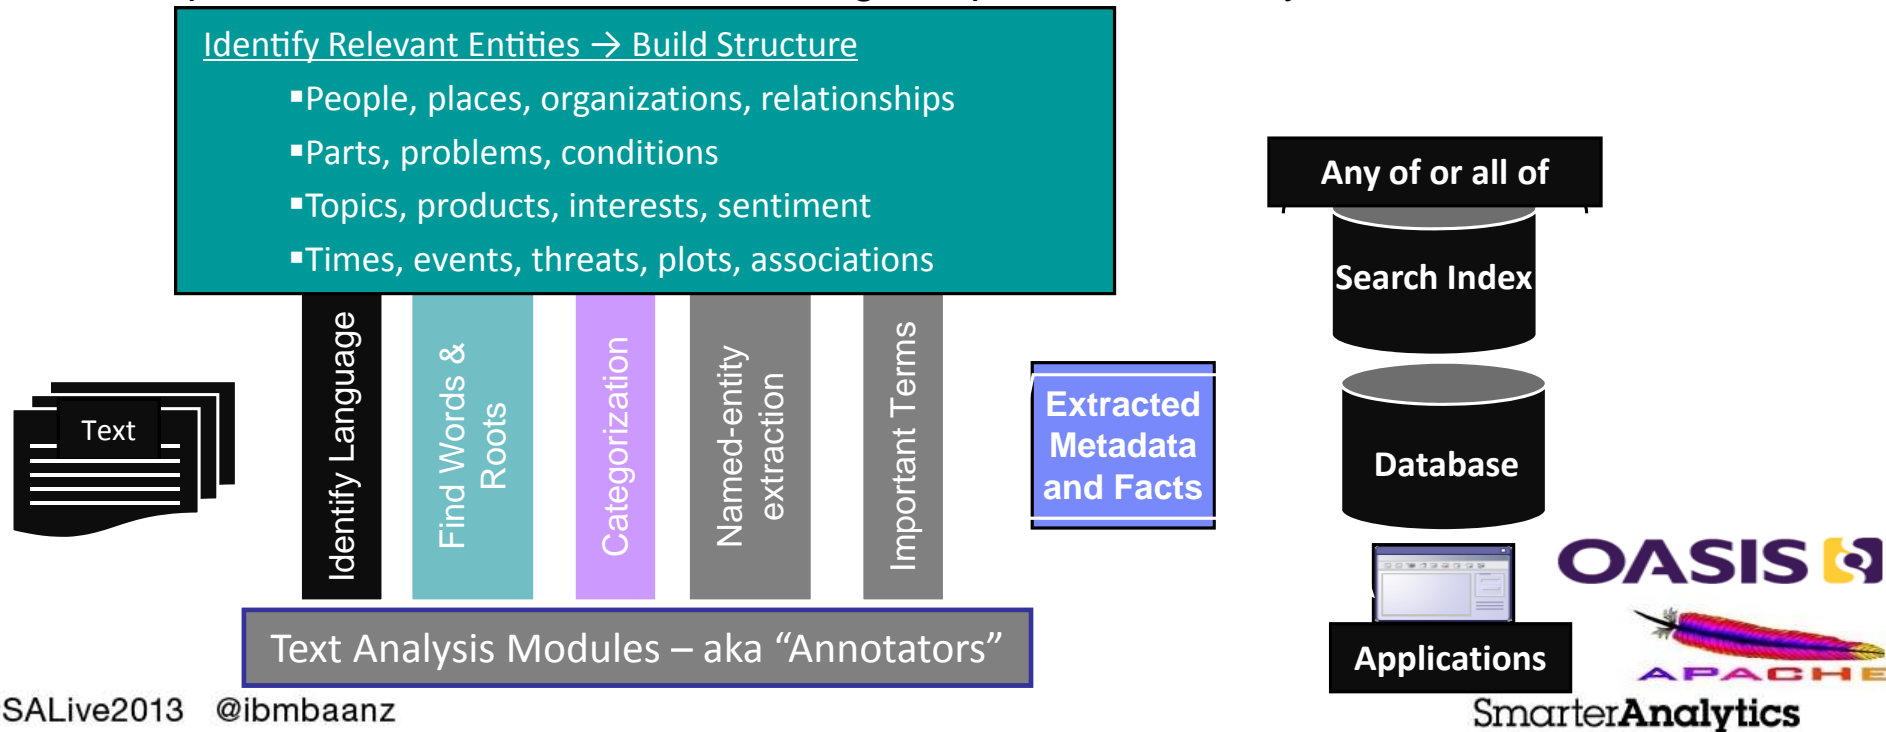 Identify Relevant Entities → Build Structure
▪People, places, organizations, relationships
▪Parts, problems, conditions
▪Topics, products, interests, sentiment
▪Times, events, threats, plots, associations
Any of or all of
Search Index
Database
Applications
Text
Identify Language
Find Words &
Roots
Categorization
Named-entity
extraction
Important Terms
Extracted
Metadata
and Facts
Text Analysis Modules – aka “Annotators”
OASIS
APACHE
SALive2013 @ibmbaanz
SmarterAnalytics